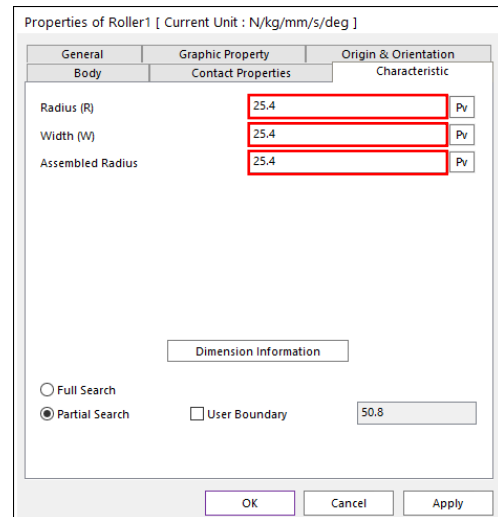 Properties of Roller1 [ Current Unit : N/kg/mm/s/deg ]
General Graphic Property Origin & Orientation
Body Contact Properties Characteristic
Radius (R) 25.4 Pv
Width (W) 25.4 Pv
Assembled Radius 25.4 Pv
Dimension Information
Full Search
Partial Search User Boundary 50.8
OK Cancel Apply